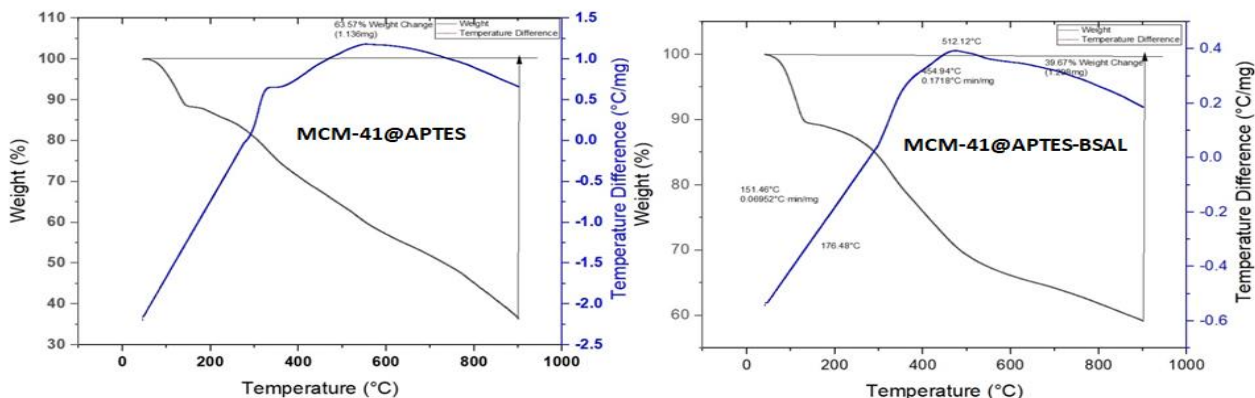 63.57% Weight Change
(1.136mg)
Weight
Temperature Difference
MCM-41@APTES
110
100
90
80
70
60
50
40
30
Weight (%)
1.5
1.0
0.5
0.0
-0.5
-1.0
-1.5
-2.0
-2.5
Temperature Difference (°C/mg)
0
200
400
600
800
1000
Temperature (°C)
Weight
Temperature Difference
512.12°C
39.67% Weight Change
454.94°C
0.1718°C·min/mg
MCM-41@APTES-BSAL
151.46°C
0.06952°C·min/mg
176.48°C
100
90
80
70
60
Weight (%)
0.4
0.2
0.0
-0.2
-0.4
-0.6
Temperature Difference (°C/mg)
0
200
400
600
800
1000
Temperature (°C)